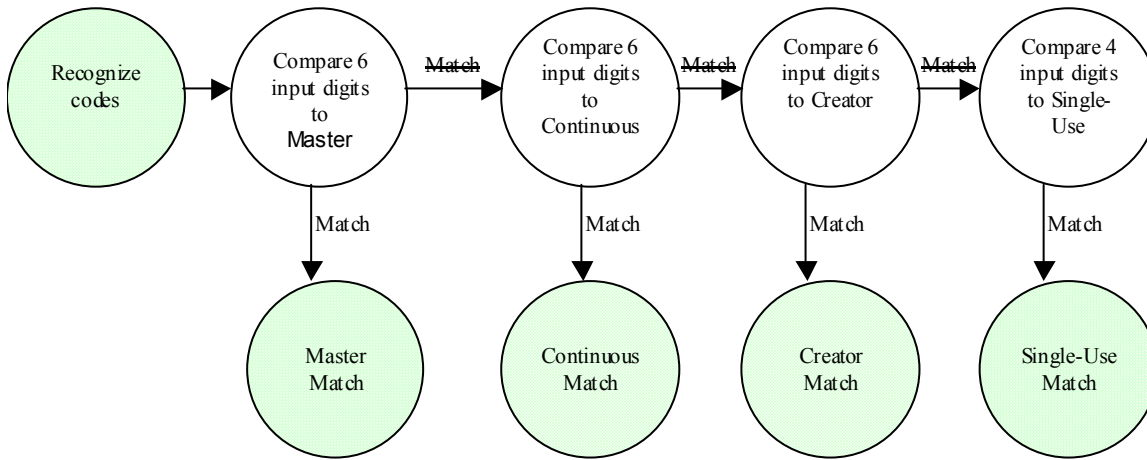 Recognize
codes
Compare 6
input digits
to
Master
Match
Compare 6
input digits
to
Continuous
Match
Compare 6
input digits
to Creator
Match
Compare 4
input digits
to Single-
Use
Match
Match
Match
Match
Master
Match
Continuous
Match
Creator
Match
Single-Use
Match